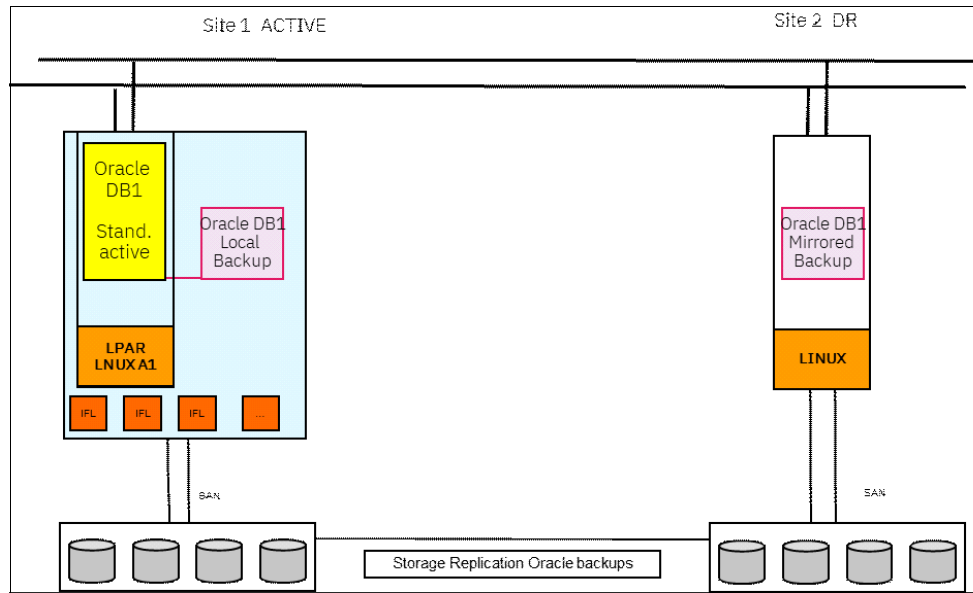 Site 1 ACTIVE
Site 2 DR
Oracle
DB1
Stand.
active
Oracle DB1
Local
Backup
Oracle DB1
Mirrored
Backup
LPAR
LNUXA1
LINUX
IFL
IFL
IFL
...
SAN
SAN
Storage Replication Oracle backups